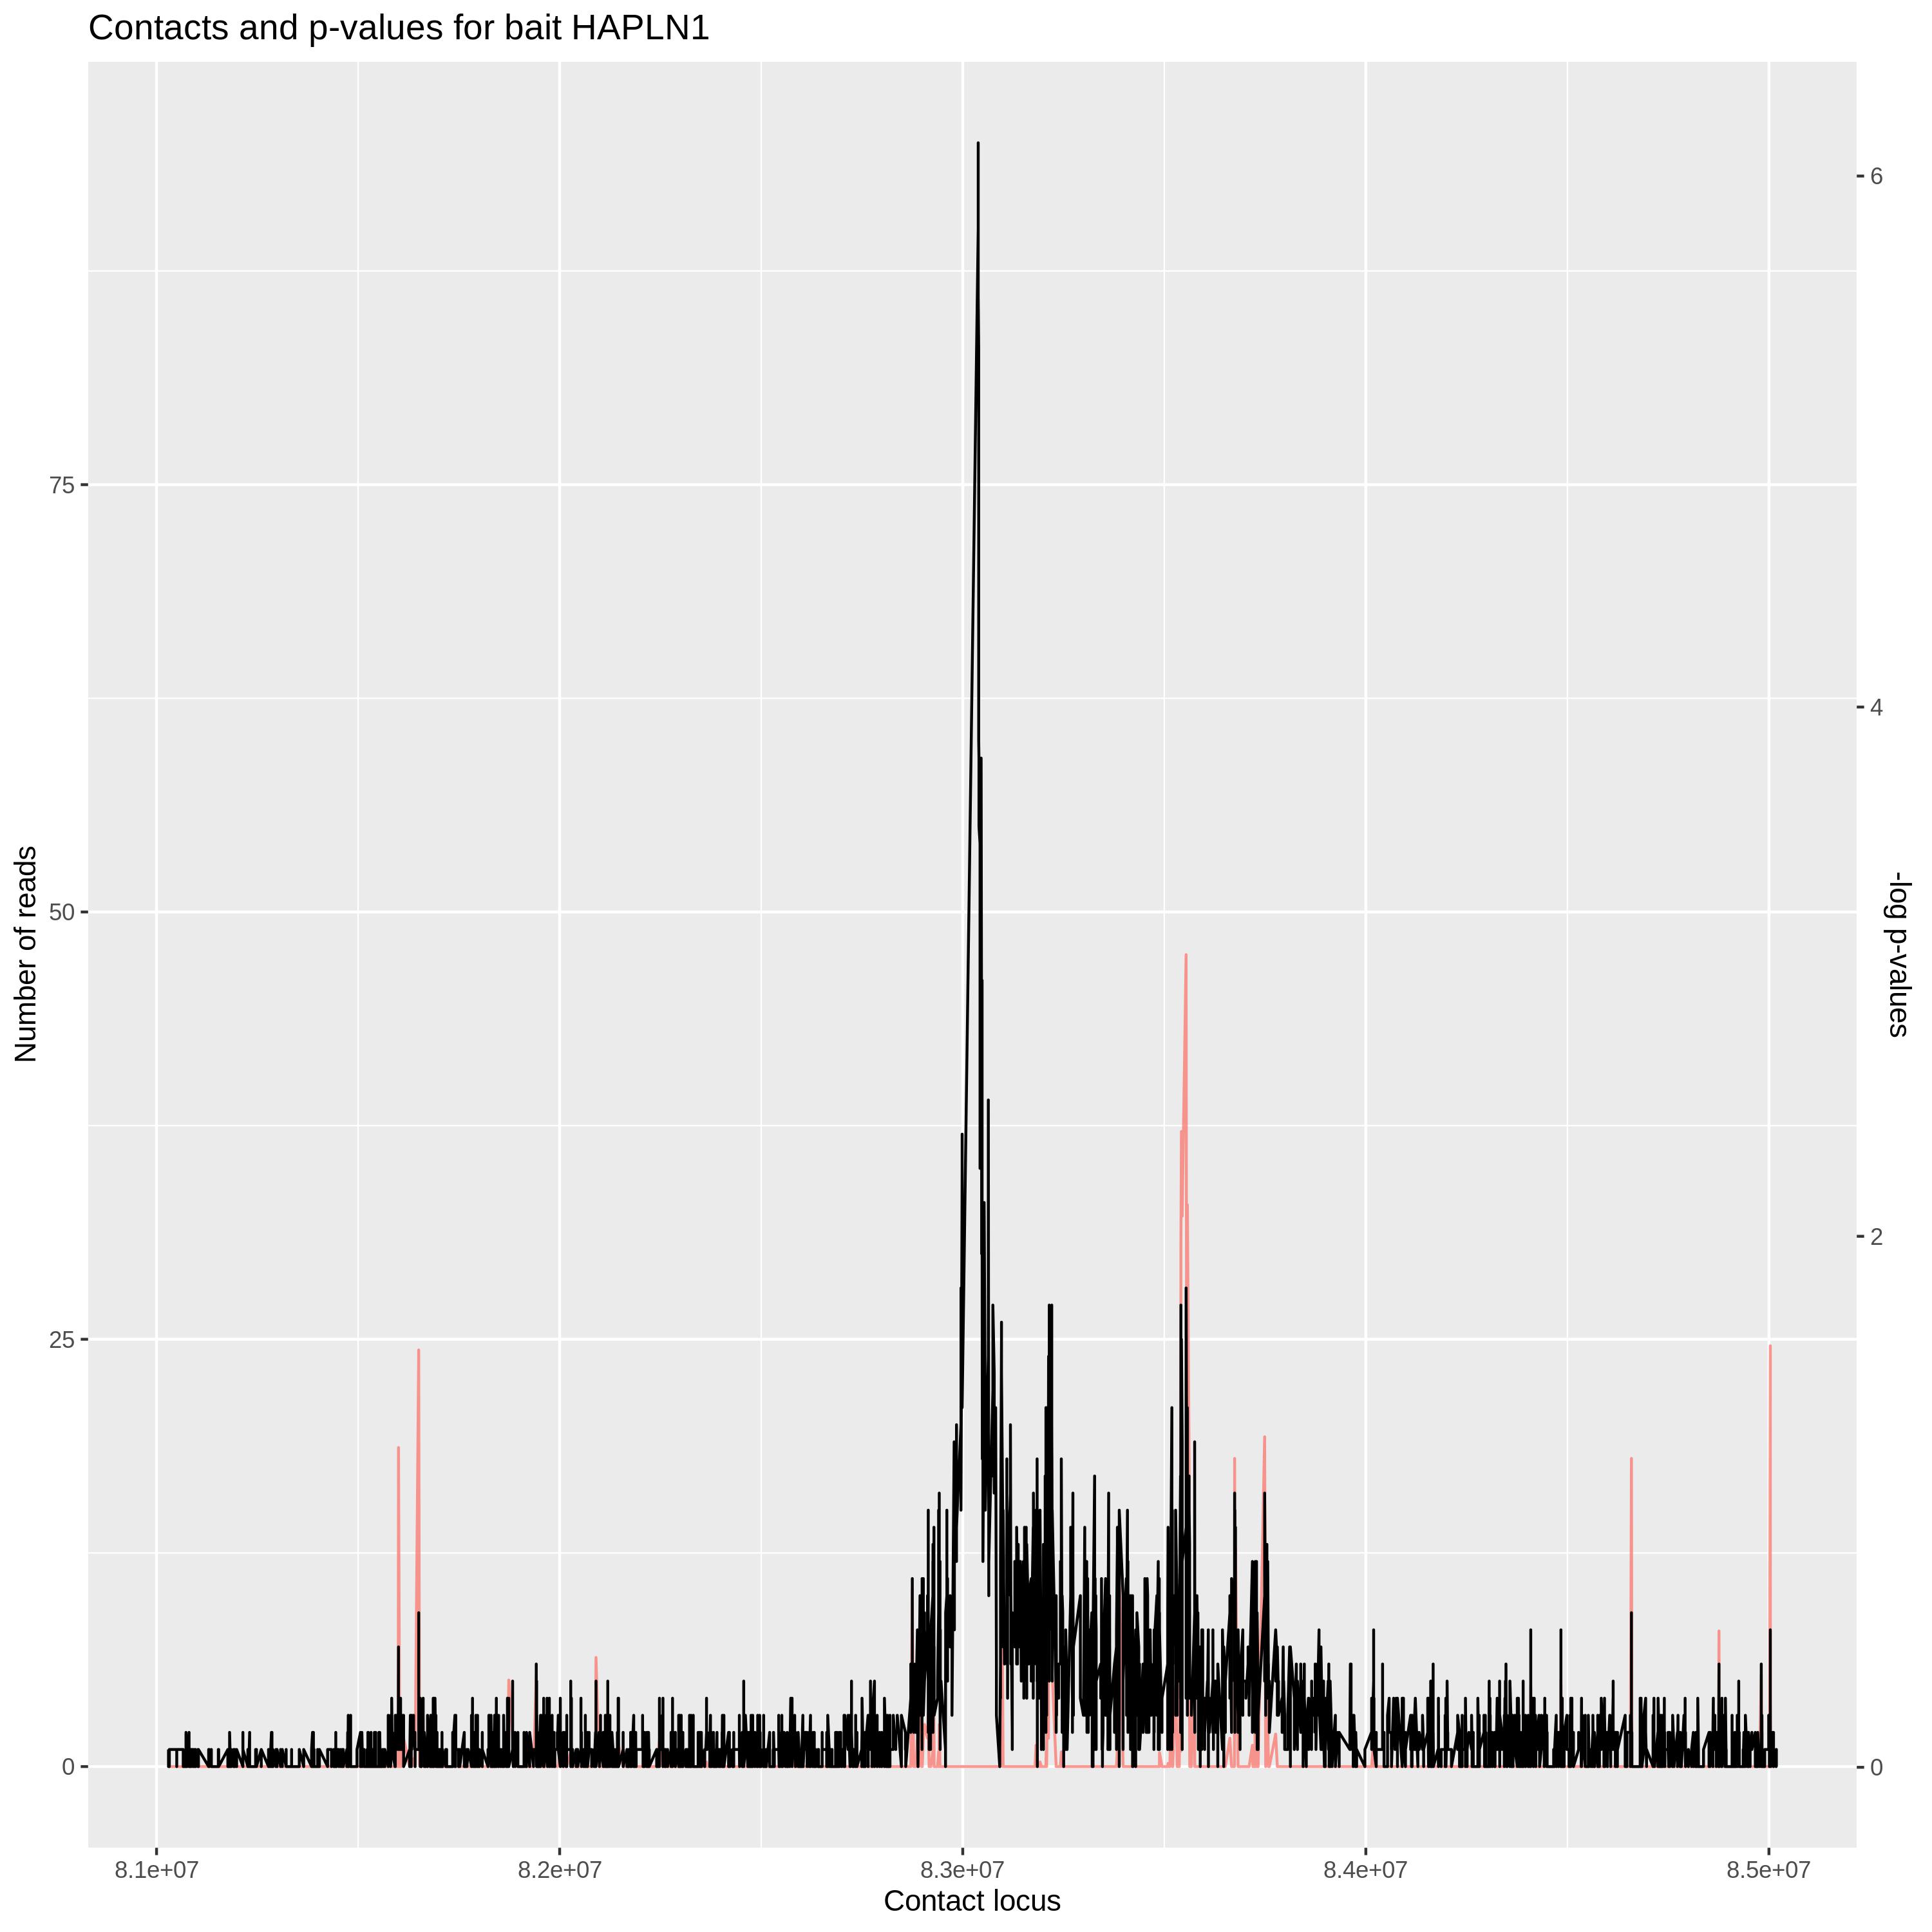 Contacts and p-values for bait HAPLN1
Number of reads
75
50
25
0
6
4
2
0
-log p-values
8.1e+07 8.2e+07 8.3e+07 8.4e+07 8.5e+07
Contact locus